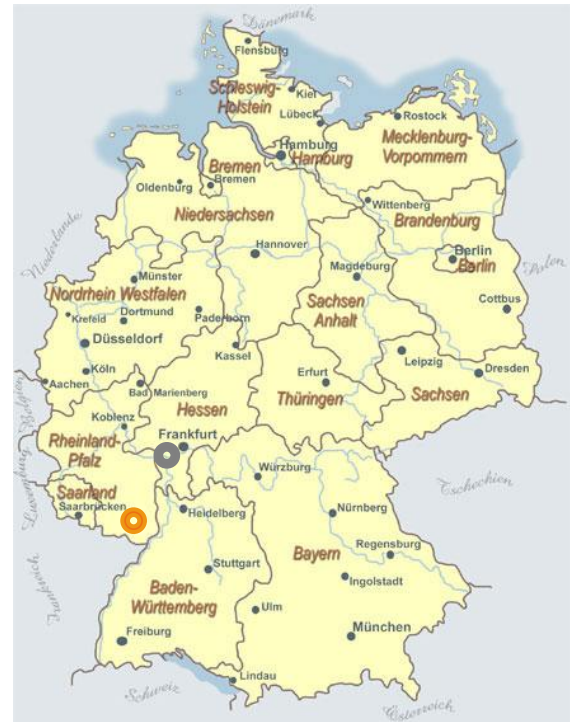 Dänemark
Flensburg
Schleswig-
Holstein
Kiel
Lübeck
Rostock
Mecklenburg-
Vorpommern
Hamburg
Hamburg
Bremen
Bremen
Oldenburg
Niedersachsen
Wittenberg
Brandenburg
Niederlande
Hannover
Berlin
Berlin
Polen
Magdeburg
Münster
Nordrhein Westfalen
Sachsen
Anhalt
Cottbus
Krefeld
Dortmund
Paderborn
Düsseldorf
Kassel
Leipzig
Dresden
Köln
Aachen
Erfurt
Bad Marienberg
Thüringen
Sachsen
Hessen
Belgien
Koblenz
Frankfurt
Rheinland-
Pfalz
Würzburg
Tschechien
Luxemburg
Saarland
Saarbrücken
Heidelberg
Nürnberg
Regensburg
Bayern
Frankreich
Stuttgart
Ingolstadt
Baden-
Württemberg
Ulm
Freiburg
München
Lindau
Schweiz
Österreich